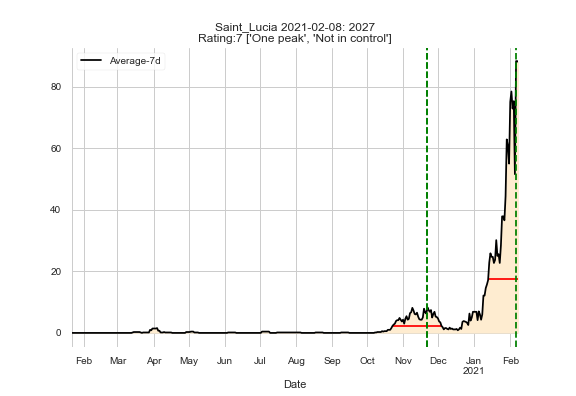 Saint_Lucia 2021-02-08: 2027
Rating:7 ['One peak', 'Not in control']
Average-7d
80
60
40
20
0
Feb Mar Apr May Jun Jul Aug Sep Oct Nov Dec Jan Feb
2021
Date